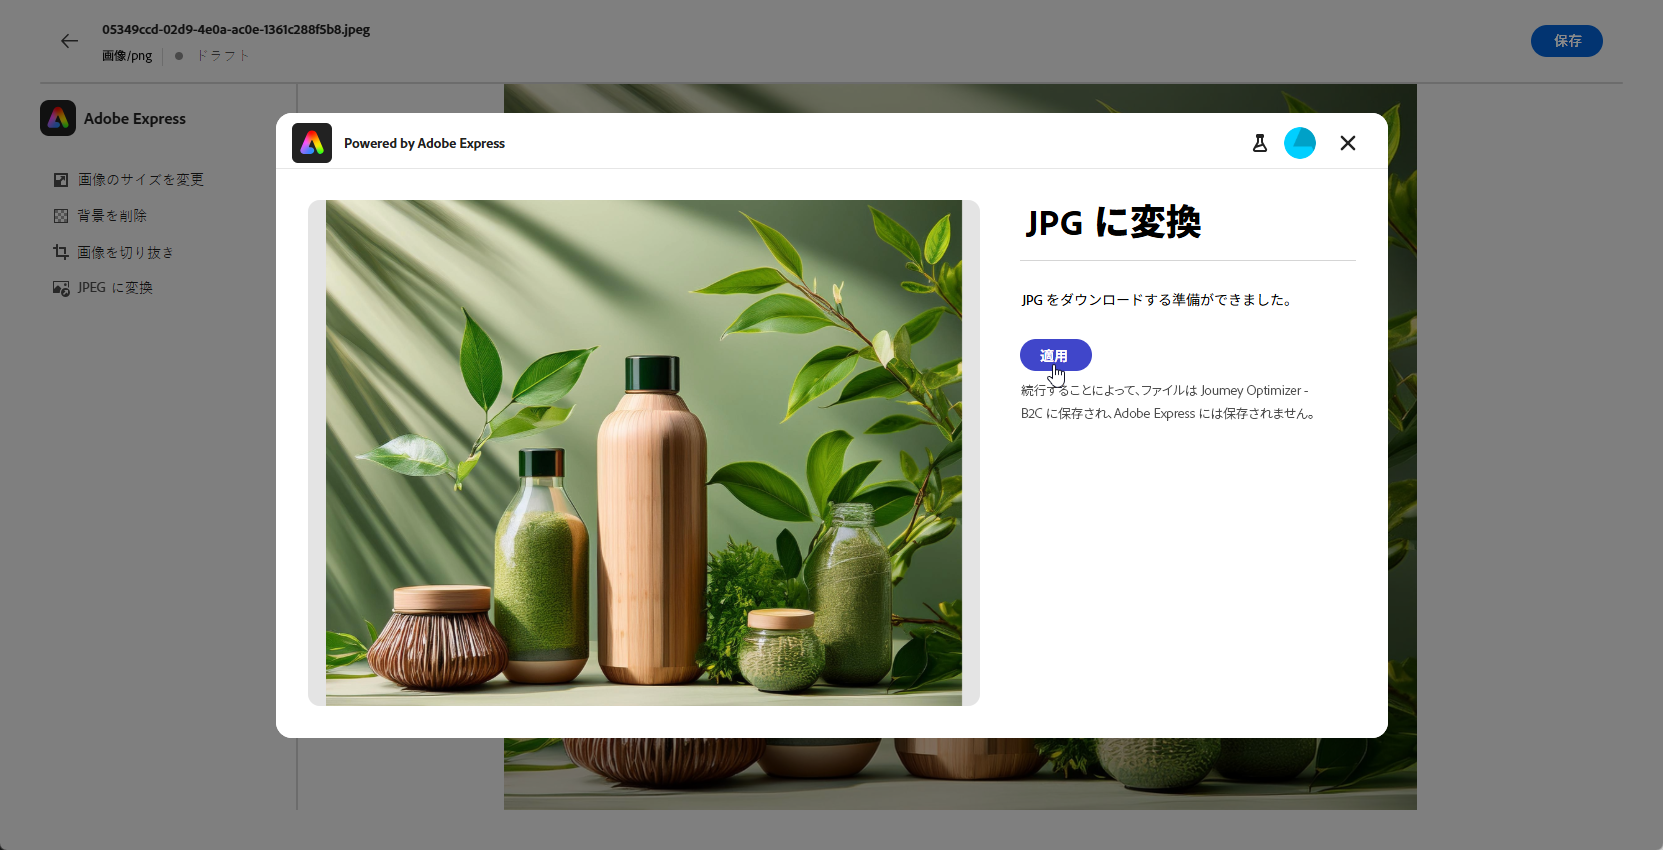 05349ccd-02d9-4e0a-ac0e-1361c288f5b8.jpeg
画像/png
ドラフト
保存
Adobe Express
画像のサイズを変更
背景を削除
画像を切り抜き
JPEG に変換
Powered by Adobe Express
JPG に変換
JPG をダウンロードする準備ができました。
適用
続行することによって、ファイルは Journey Optimizer -
B2C に保存され、Adobe Express には保存されません。